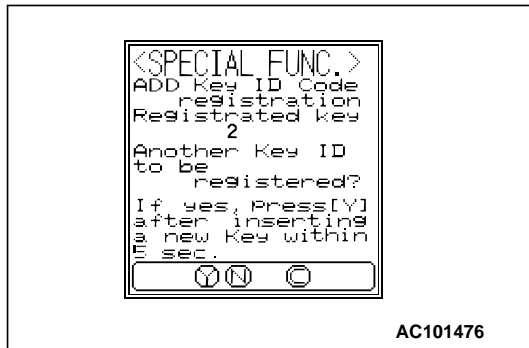 <SPECIAL FUNC.>
ADD Key ID Code
registration
Registrated key
2
Another Key ID
to be
registered?
If yes, Press[Y]
after inserting
a new Key within
5 sec.
Y N C
AC101476